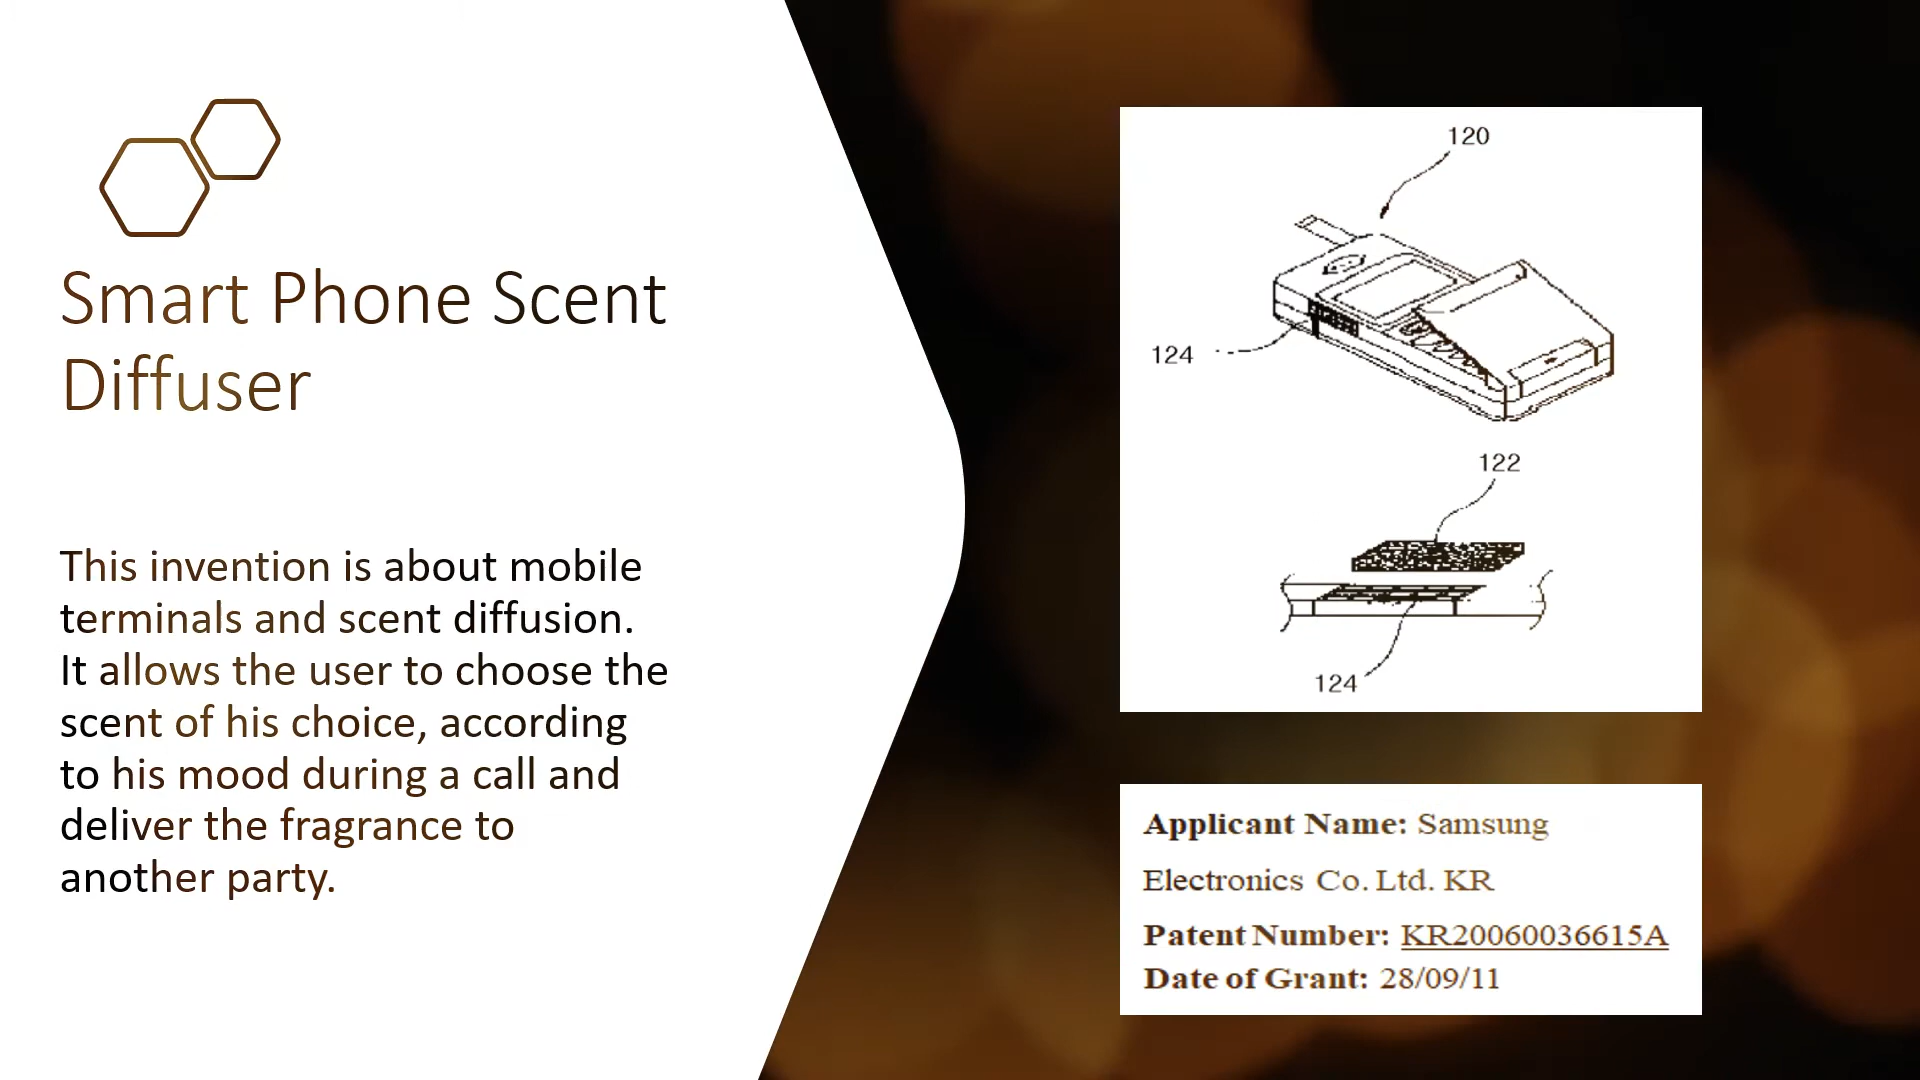 Smart Phone Scent
Diffuser
This invention is about mobile
terminals and scent diffusion.
It allows the user to choose the
scent of his choice, according
to his mood during a call and
deliver the fragrance to
another party.
120
124
122
124
Applicant Name: Samsung
Electronics Co. Ltd. KR
Patent Number: KR20060036615A
Date of Grant: 28/09/11